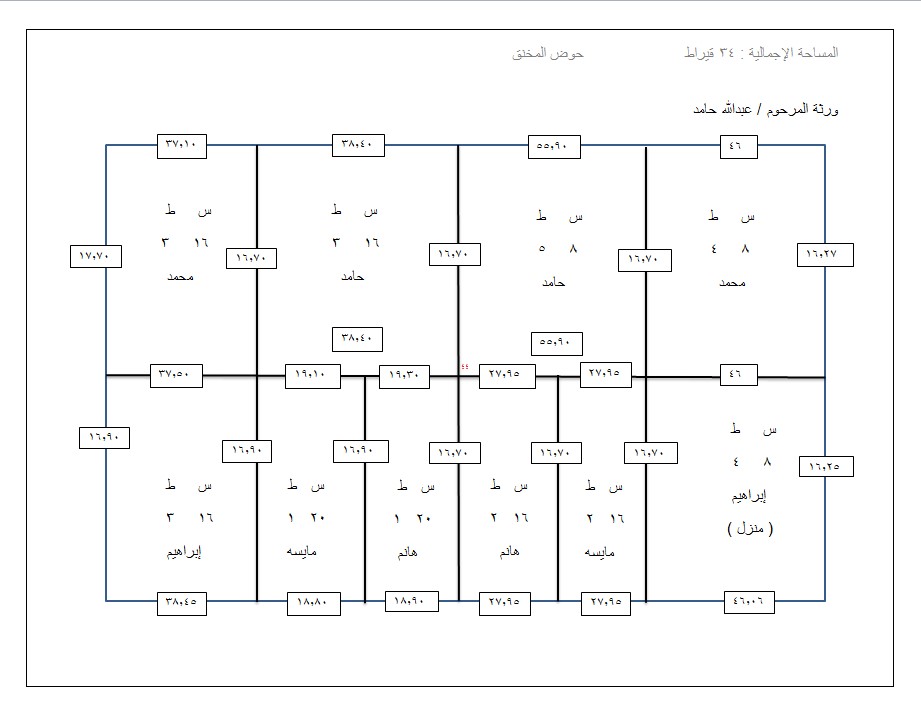 المساحة الإجمالية : ٣٤ قيراط حوض المخنق
ورثة المرحوم / عبدالله حامد
٤٦ ٥٥,٩٠ ٣٨,٤٠ ٣٧,١٠
س ط س ط س ط س ط
٨ ٤ ٨ ٥ ١٦ ٣ ١٦ ٣
١٦,٢٧ ١٦,٧٠ ١٦,٧٠ ١٦,٧٠ ١٧,٧٠
محمد حامد حامد محمد
٥٥,٩٠ ٣٨,٤٠
٤٤
٤٦ ٢٧,٩٥ ٢٧,٩٥ ١٩,٣٠ ١٩,١٠ ٣٧,٥٠
س ط
٨ ٤
١٦,٢٥ ١٦,٧٠ ١٦,٧٠ ١٦,٧٠ ١٦,٩٠ ١٦,٩٠ ١٦,٩٠
إبراهيم
( منزل )
س ط س ط س ط س ط س ط
١٦ ٢ ١٦ ٢ ٢٠ ١ ٢٠ ١ ١٦ ٣
مايسه هانم هانم مايسه إبراهيم
٤٦,٠٦ ٢٧,٩٥ ٢٧,٩٥ ١٨,٩٠ ١٨,٨٠ ٣٨,٤٥